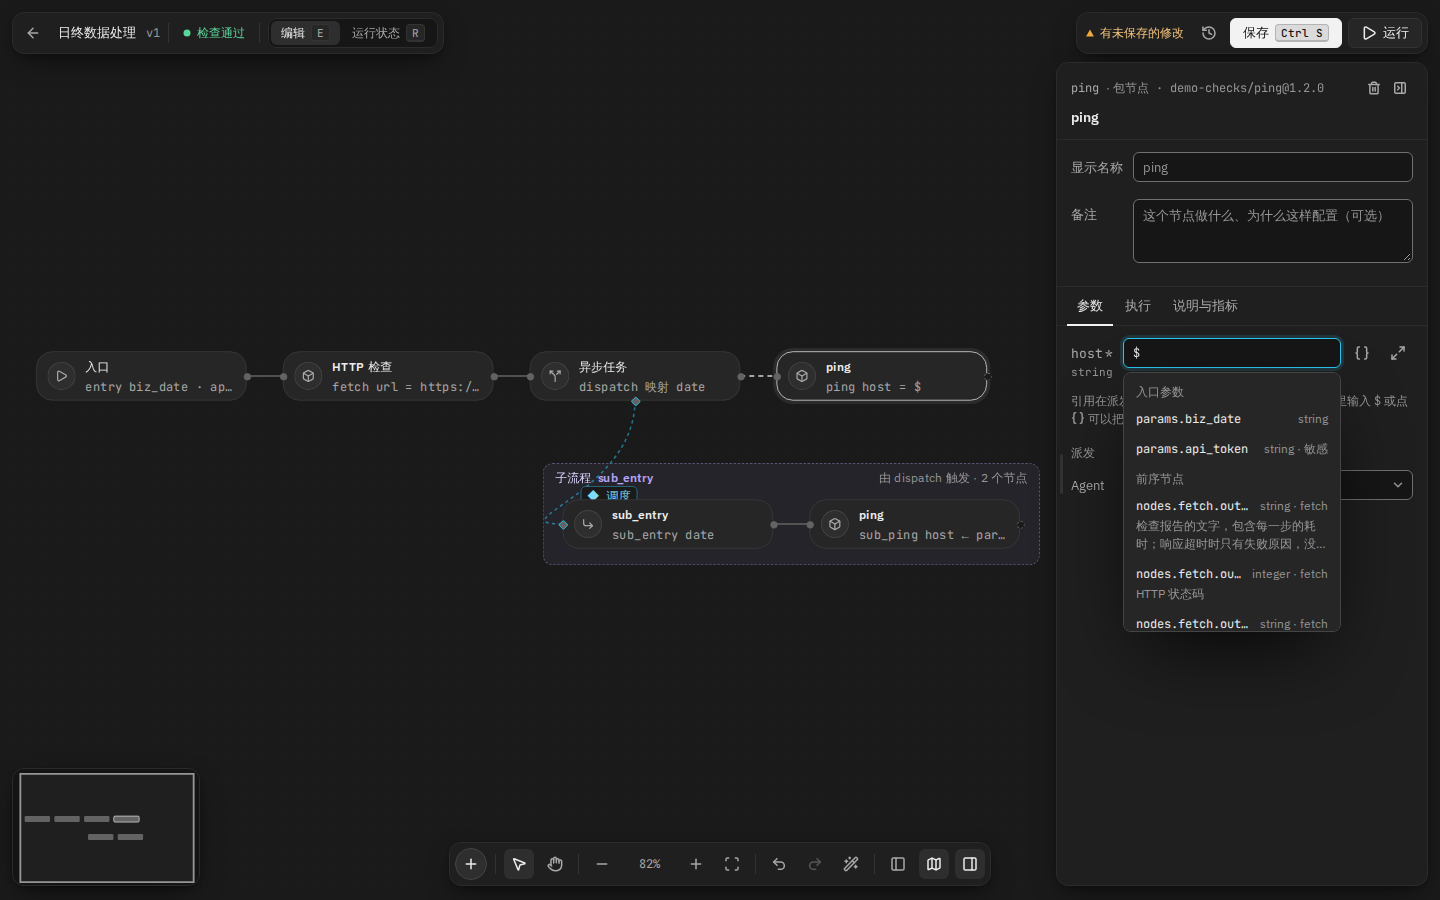 日终数据处理 v1 检查通过 编辑 E 运行状态 R
有未保存的修改 保存 Ctrl S 运行
ping · 包节点 · demo-checks/ping@1.2.0
ping
显示名称 ping
备注 这个节点做什么、为什么这样配置（可选）
参数 执行 说明与指标
host* $
string
引用在派 里输入 $ 或点
{} 可以把
派发
Agent
入口参数
params.biz_date string
params.api_token string · 敏感
前序节点
nodes.fetch.out… string · fetch
检查报告的文字，包含每一步的耗
时；响应超时时只有失败原因，没…
nodes.fetch.ou… integer · fetch
HTTP 状态码
nodes.fetch.out… string · fetch
入口
entry biz_date · ap…
HTTP 检查
fetch url = https:/…
异步任务
dispatch 映射 date
ping
ping host = $
子流程 sub_entry 由 dispatch 触发 · 2 个节点
调度
sub_entry
sub_entry date
ping
sub_ping host ← par…
82%